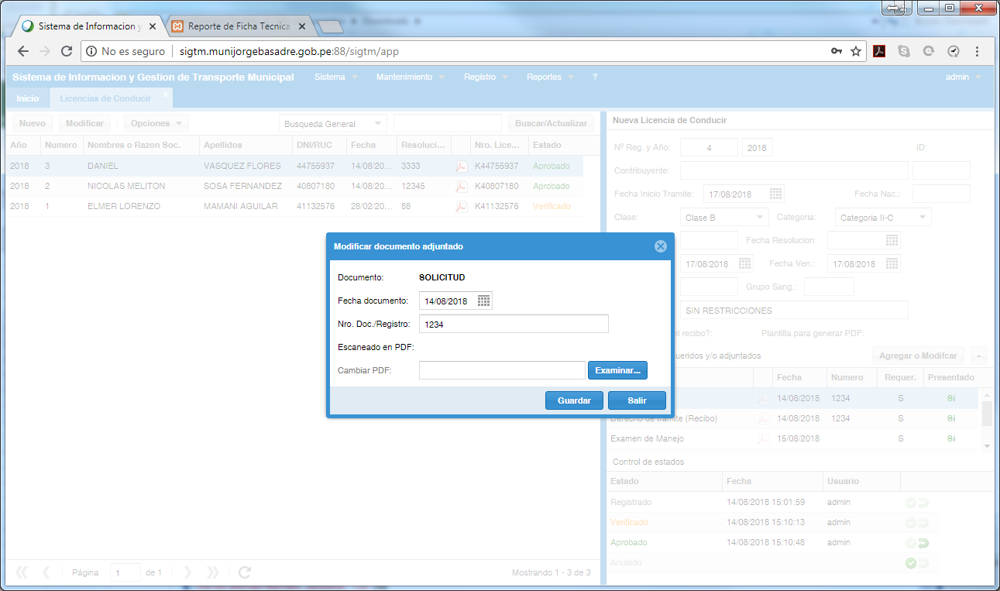 Sistema de Informacion y
Reporte de Ficha Tecnica
No es seguro sigtm.munijorgebasadre.gob.pe:88/sigtm/app
Sistema de Informacion y Gestion de Transporte Municipal Sistema Mantenimiento Registro Reportes ? admin
Inicio Licencias de Conducir
Nuevo Modificar Opciones Busqueda General Buscar/Actualizar
Año Numero Nombres o Razon Soc. Apellidos DNI/RUC Fecha Resoluci... Nro. Lice... Estado
2018 3 DANIEL VASQUEZ FLORES 44755937 14/08/20... 3333 K44755937 Aprobado
2018 2 NICOLAS MELITON SOSA FERNANDEZ 40807180 14/08/20... 12345 K40807180 Aprobado
2018 1 ELMER LORENZO MAMANI AGUILAR 41132576 28/02/20... 88 K41132576 Verificado
Página 1 de 1 Mostrando 1 - 3 de 3
Modificar documento adjuntado
Documento: SOLICITUD
Fecha documento: 14/08/2018
Nro. Doc./Registro: 1234
Escaneado en PDF:
Cambiar PDF: Examinar...
Guardar Salir
Nueva Licencia de Conducir
Nº Reg. y Año: 4 2018 ID:
Contribuyente:
Fecha Inicio Tramite: 17/08/2018 Fecha Nac.:
Clase: Clase B Categoria: Categoria II-C
Fecha Resolucion:
17/08/2018 Fecha Ven.: 17/08/2018
Grupo Sang.:
SIN RESTRICCIONES
el recibo?: Plantilla para generar PDF:
ueridos y/o adjuntados Agregar o Modifcar -
Fecha Numero Requer. Presentado
14/08/2018 1234 S Si
Derecho de tramite (Recibo) 14/08/2018 1234 S Si
Examen de Manejo 15/08/2018 S Si
Control de estados
Estado Fecha Usuario
Registrado 14/08/2018 15:01:59 admin
Verificado 14/08/2018 15:10:13 admin
Aprobado 14/08/2018 15:10:48 admin
Anulado